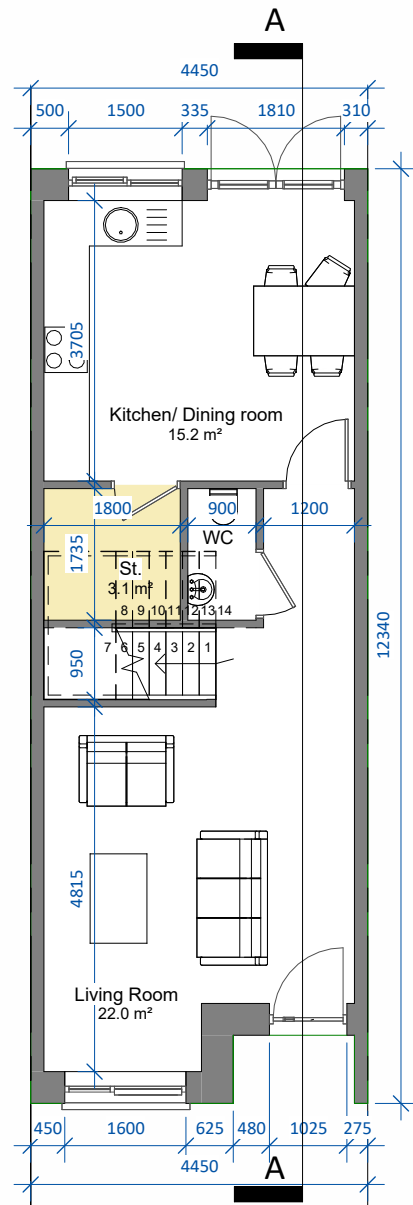 A
4450
500 1500 335 1810 310
3705
Kitchen/ Dining room
15.2 m²
1800 900 1200
WC
1735
St.
3.1 m²
8 9 10 11 12 13 14
12340
950
7 6 5 4 3 2 1
4815
Living Room
22.0 m²
450 1600 625 480 1025 275
4450
A